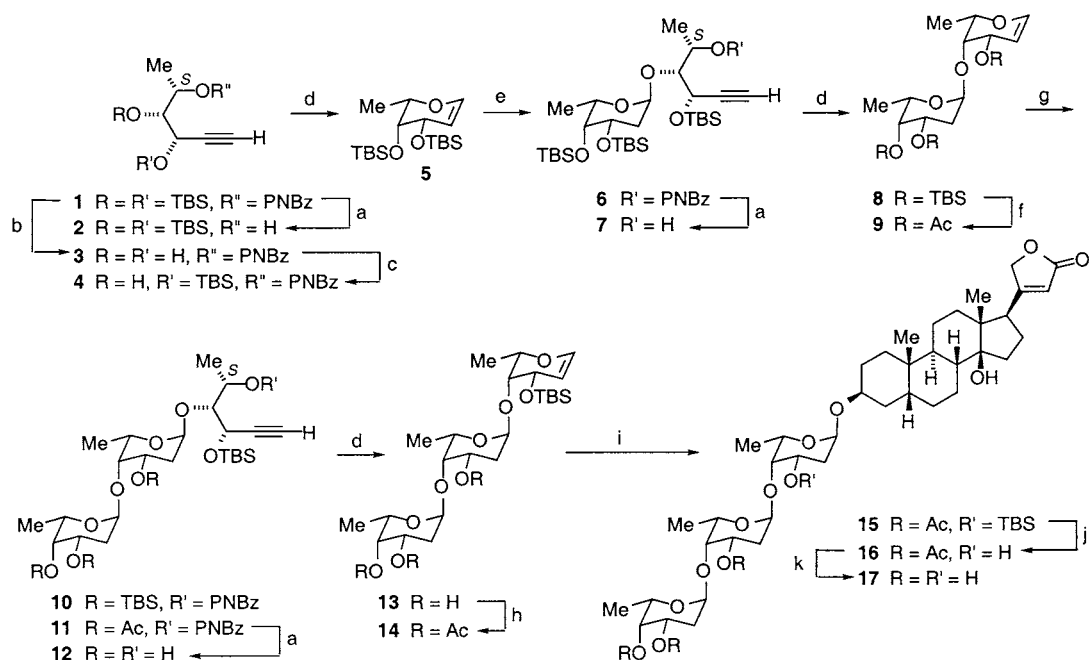 Me S OR" RO R'O H
d
Me O TBSO OTBS
5
e
Me S OR' O H OTBS Me O TBSO OTBS
d
Me O OR O Me O OR RO
g
1 R = R' = TBS, R" = PNBz
2 R = R' = TBS, R" = H
3 R = R' = H, R" = PNBz
4 R = H, R' = TBS, R" = PNBz
a
b
c
6 R' = PNBz
7 R' = H
a
8 R = TBS
9 R = Ac
f
Me S OR' O H OTBS Me O OR O Me O OR RO
d
Me O OTBS O Me O OR O Me O OR RO
i
O O Me Me H H OH H O Me O OR' O Me O OR O Me O OR RO
10 R = TBS, R' = PNBz
11 R = Ac, R' = PNBz
12 R = R' = H
a
13 R = H
14 R = Ac
h
15 R = Ac, R' = TBS
16 R = Ac, R' = H
17 R = R' = H
j
k